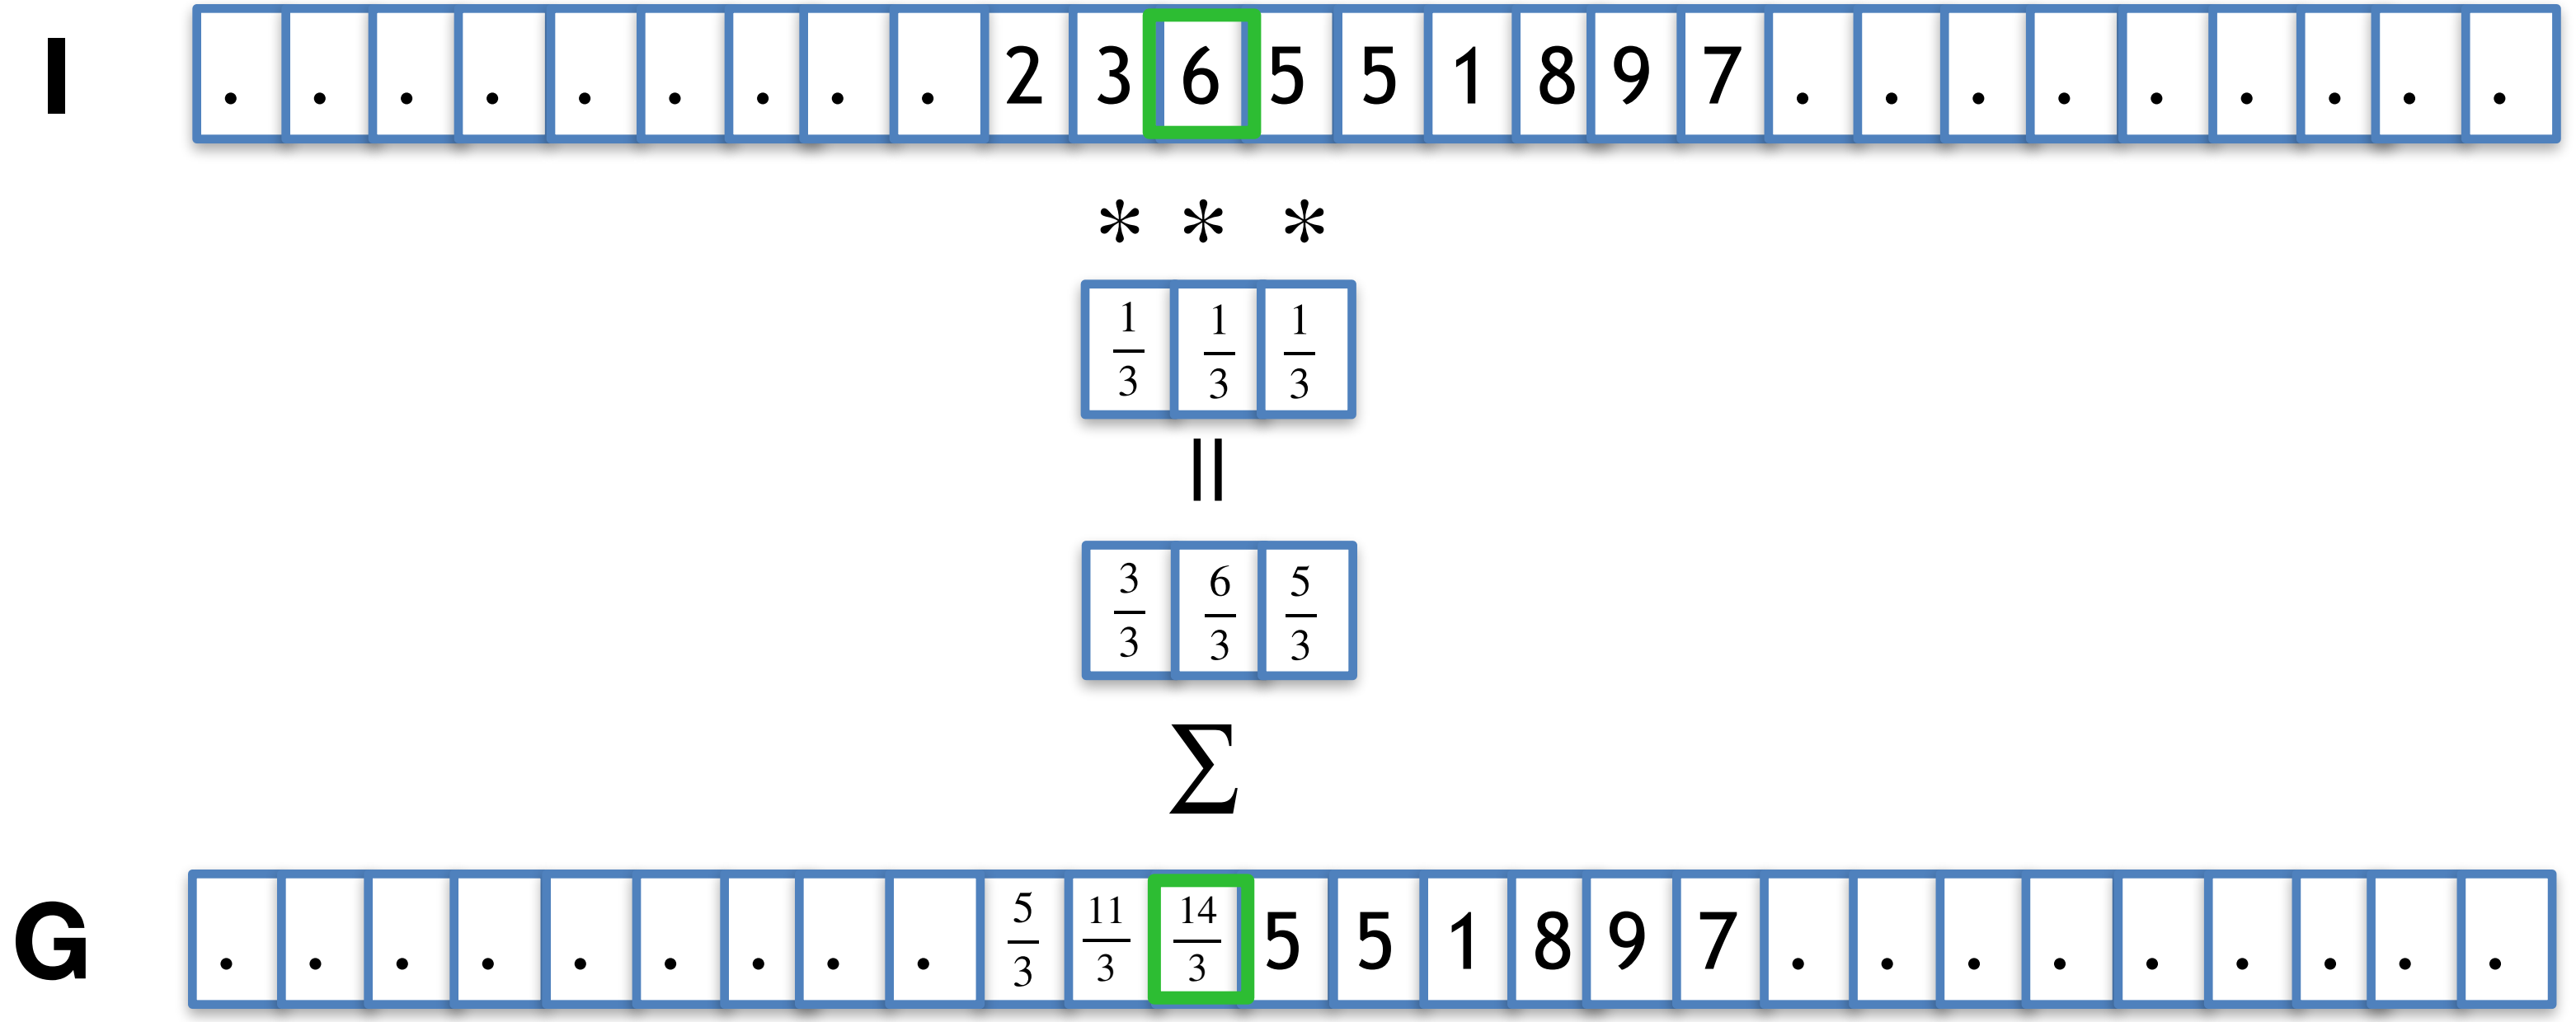 I . . . . . . . . . 2 3 6 5 5 1 8 9 7 . . . . . . . . .
* * *
1/3 1/3 1/3
=
3/3 6/3 5/3
Σ
G . . . . . . . . . 5/3 11/3 14/3 5 5 1 8 9 7 . . . . . . . . .